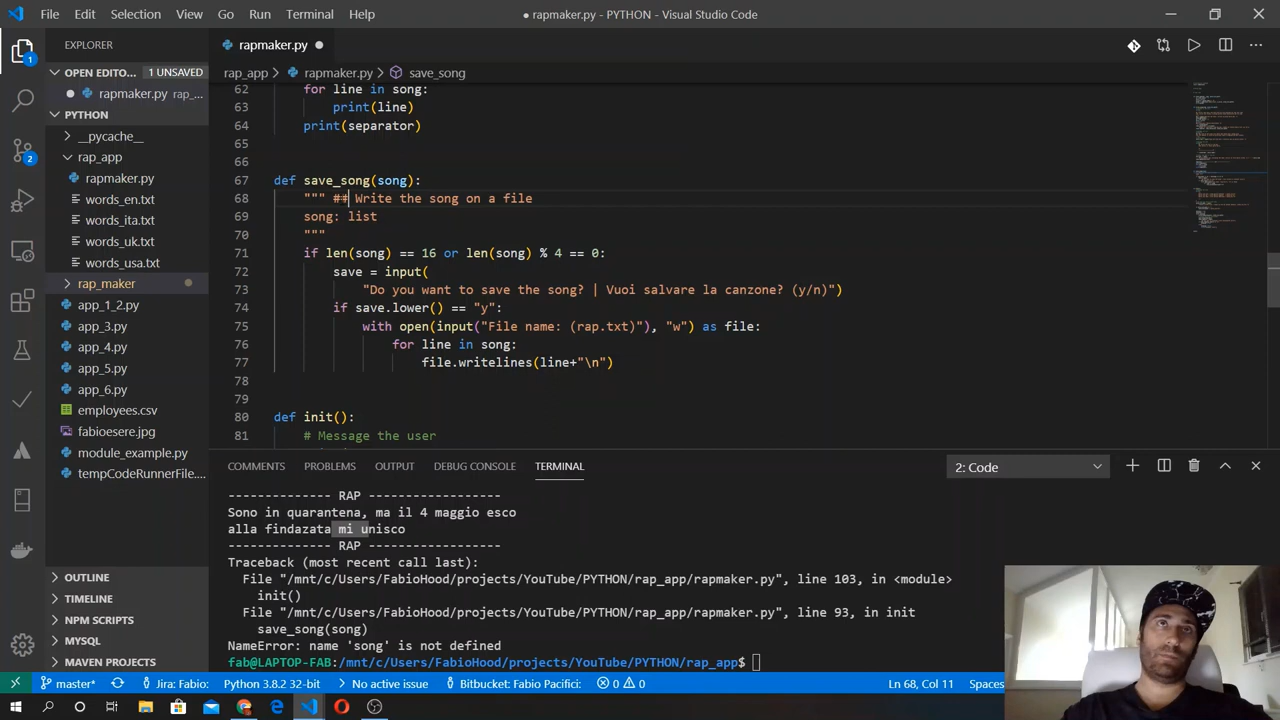 File Edit Selection View Go Run Terminal Help
● rapmaker.py - PYTHON - Visual Studio Code
EXPLORER
OPEN EDITO... 1 UNSAVED
rapmaker.py rap_...
PYTHON
__pycache__
rap_app
rapmaker.py
words_en.txt
words_ita.txt
words_uk.txt
words_usa.txt
rap_maker
app_1_2.py
app_3.py
app_4.py
app_5.py
app_6.py
employees.csv
fabioesere.jpg
module_example.py
tempCodeRunnerFile....
OUTLINE
TIMELINE
NPM SCRIPTS
MYSQL
MAVEN PROJECTS
1
2
rapmaker.py
rap_app > rapmaker.py > save_song
62 for line in song:
63 print(line)
64 print(separator)
65
66
67 def save_song(song):
68 """ ## Write the song on a file
69 song: list
70 """
71 if len(song) == 16 or len(song) % 4 == 0:
72 save = input(
73 "Do you want to save the song? | Vuoi salvare la canzone? (y/n)")
74 if save.lower() == "y":
75 with open(input("File name: (rap.txt)"), "w") as file:
76 for line in song:
77 file.writelines(line+"\n")
78
79
80 def init():
81 # Message the user
COMMENTS PROBLEMS OUTPUT DEBUG CONSOLE TERMINAL 2: Code
-------------- RAP ------------------
Sono in quarantena, ma il 4 maggio esco
alla findazata mi unisco
-------------- RAP ------------------
Traceback (most recent call last):
File "/mnt/c/Users/FabioHood/projects/YouTube/PYTHON/rap_app/rapmaker.py", line 103, in <module>
init()
File "/mnt/c/Users/FabioHood/projects/YouTube/PYTHON/rap_app/rapmaker.py", line 93, in init
save_song(song)
NameError: name 'song' is not defined
fab@LAPTOP-FAB:/mnt/c/Users/FabioHood/projects/YouTube/PYTHON/rap_app$
master* Jira: Fabio: Python 3.8.2 32-bit No active issue Bitbucket: Fabio Pacifici: 0 0 Ln 68, Col 11 Spaces